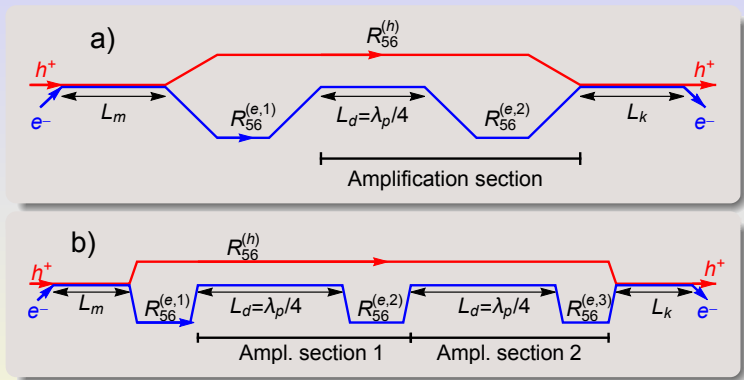 a)
R₅₆⁽ʰ⁾
h⁺
h⁺
e⁻
L_m
R₅₆⁽ᵉ,¹⁾
L_d=λ_p/4
R₅₆⁽ᵉ,²⁾
L_k
e⁻
Amplification section
b)
R₅₆⁽ʰ⁾
h⁺
h⁺
e⁻
L_m
R₅₆⁽ᵉ,¹⁾
L_d=λ_p/4
R₅₆⁽ᵉ,²⁾
L_d=λ_p/4
R₅₆⁽ᵉ,³⁾
L_k
e⁻
Ampl. section 1
Ampl. section 2